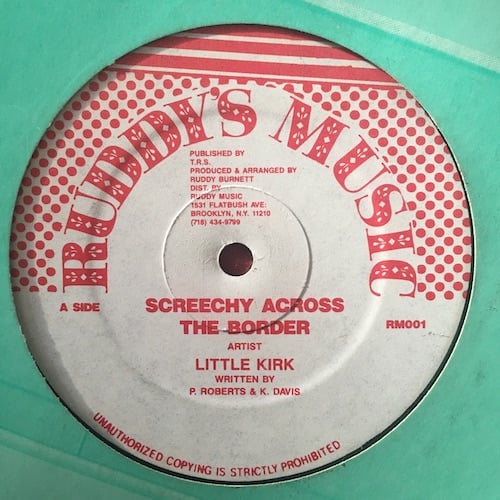 RUDDY'S MUSIC
PUBLISHED BY
T.R.S.
PRODUCED & ARRANGED BY
RUDDY BURNETT
DIST. BY
RUDDY MUSIC
1531 FLATBUSH AVE:
BROOKLYN, N.Y. 11210
(718) 434-9799
A SIDE
RM001
SCREECHY ACROSS
THE BORDER
ARTIST
LITTLE KIRK
WRITTEN BY
P. ROBERTS & K. DAVIS
UNAUTHORIZED COPYING IS STRICTLY PROHIBITED